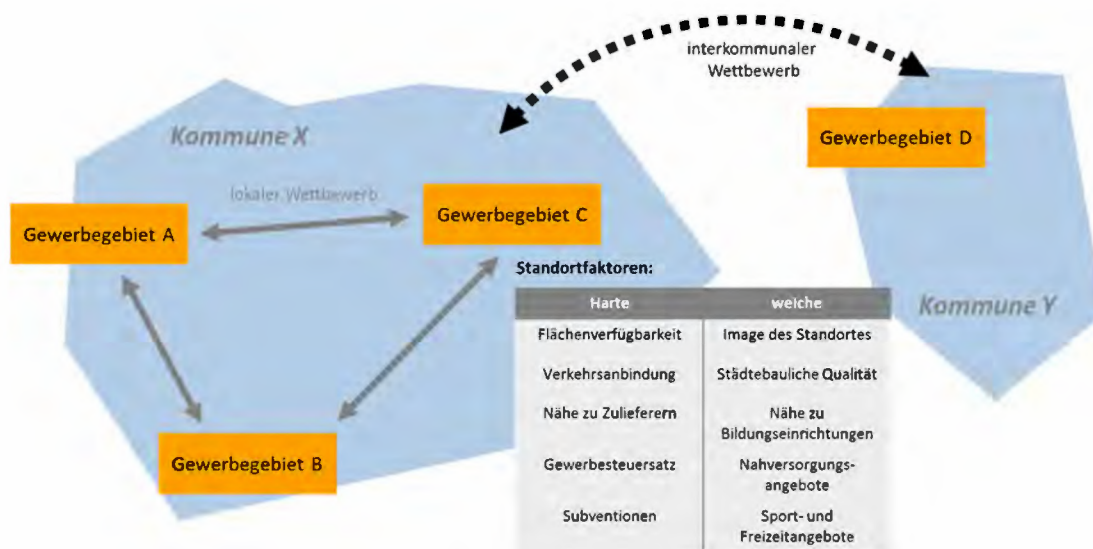 interkommunaler
Wettbewerb
Kommune X
Gewerbegebiet D
lokaler Wettbewerb
Gewerbegebiet A
Gewerbegebiet C
Standortfaktoren:
Harte
weiche
Kommune Y
Flächenverfügbarkeit
Image des Standortes
Verkehrsanbindung
Städtebauliche Qualität
Nähe zu Zulieferern
Nähe zu
Bildungseinrichtungen
Gewerbegebiet B
Gewerbesteuersatz
Nahversorgungs-
angebote
Subventionen
Sport- und
Freizeitangebote